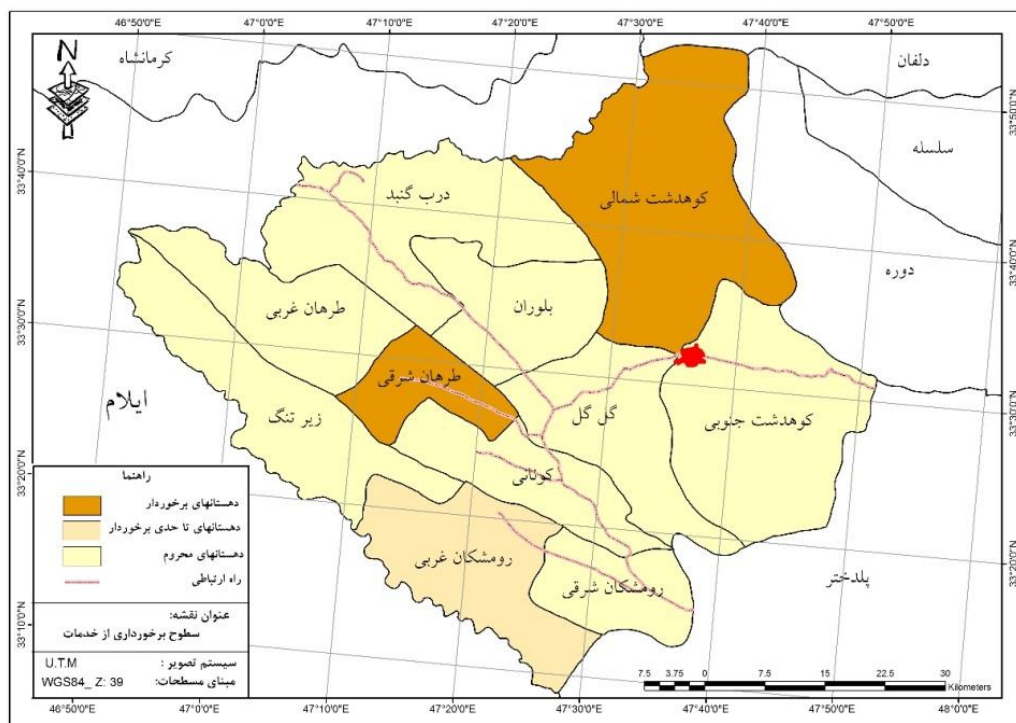 46°50'0"E 47°0'0"E 47°10'0"E 47°20'0"E 47°30'0"E 47°40'0"E 47°50'0"E
N
کرمانشاه
دلفان
33°50'0"N
سلسله
33°40'0"N
درب گنبد
کوهدشت شمالی
33°40'0"N
دوره
بلوران
طرهان غربی
33°30'0"N
طرهان شرقی
ایلام
زیر تنگ
گل گل
کوهدشت جنوبی
33°30'0"N
33°20'0"N
کونانی
رومشکان غربی
رومشکان شرقی
پلدختر
33°20'0"N
33°10'0"N
راهنما
دهستانهای برخوردار
دهستانهای تا حدی برخوردار
دهستانهای محروم
راه ارتباطی
عنوان نقشه:
سطوح برخورداری از خدمات
سیستم تصویر : U.T.M
مبنای مسطحات: WGS84_ Z: 39
7.5 3.75 0 7.5 15 22.5 30
Kilometers
46°50'0"E 47°0'0"E 47°10'0"E 47°20'0"E 47°30'0"E 47°40'0"E 47°50'0"E 48°0'0"E